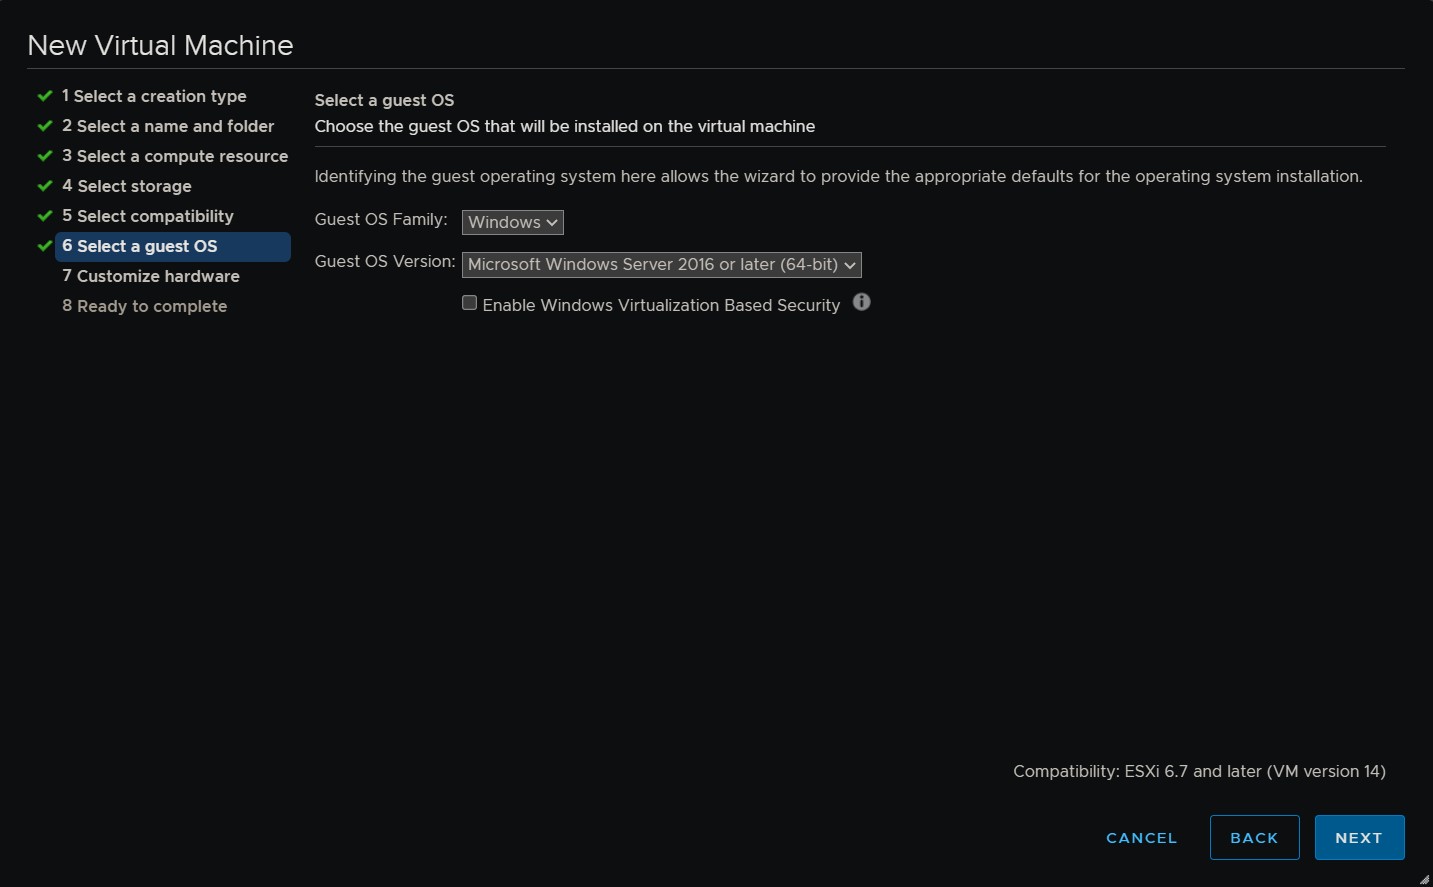 New Virtual Machine
1 Select a creation type
2 Select a name and folder
3 Select a compute resource
4 Select storage
5 Select compatibility
6 Select a guest OS
7 Customize hardware
8 Ready to complete
Select a guest OS
Choose the guest OS that will be installed on the virtual machine
Identifying the guest operating system here allows the wizard to provide the appropriate defaults for the operating system installation.
Guest OS Family: Windows
Guest OS Version: Microsoft Windows Server 2016 or later (64-bit)
Enable Windows Virtualization Based Security
Compatibility: ESXi 6.7 and later (VM version 14)
CANCEL BACK NEXT